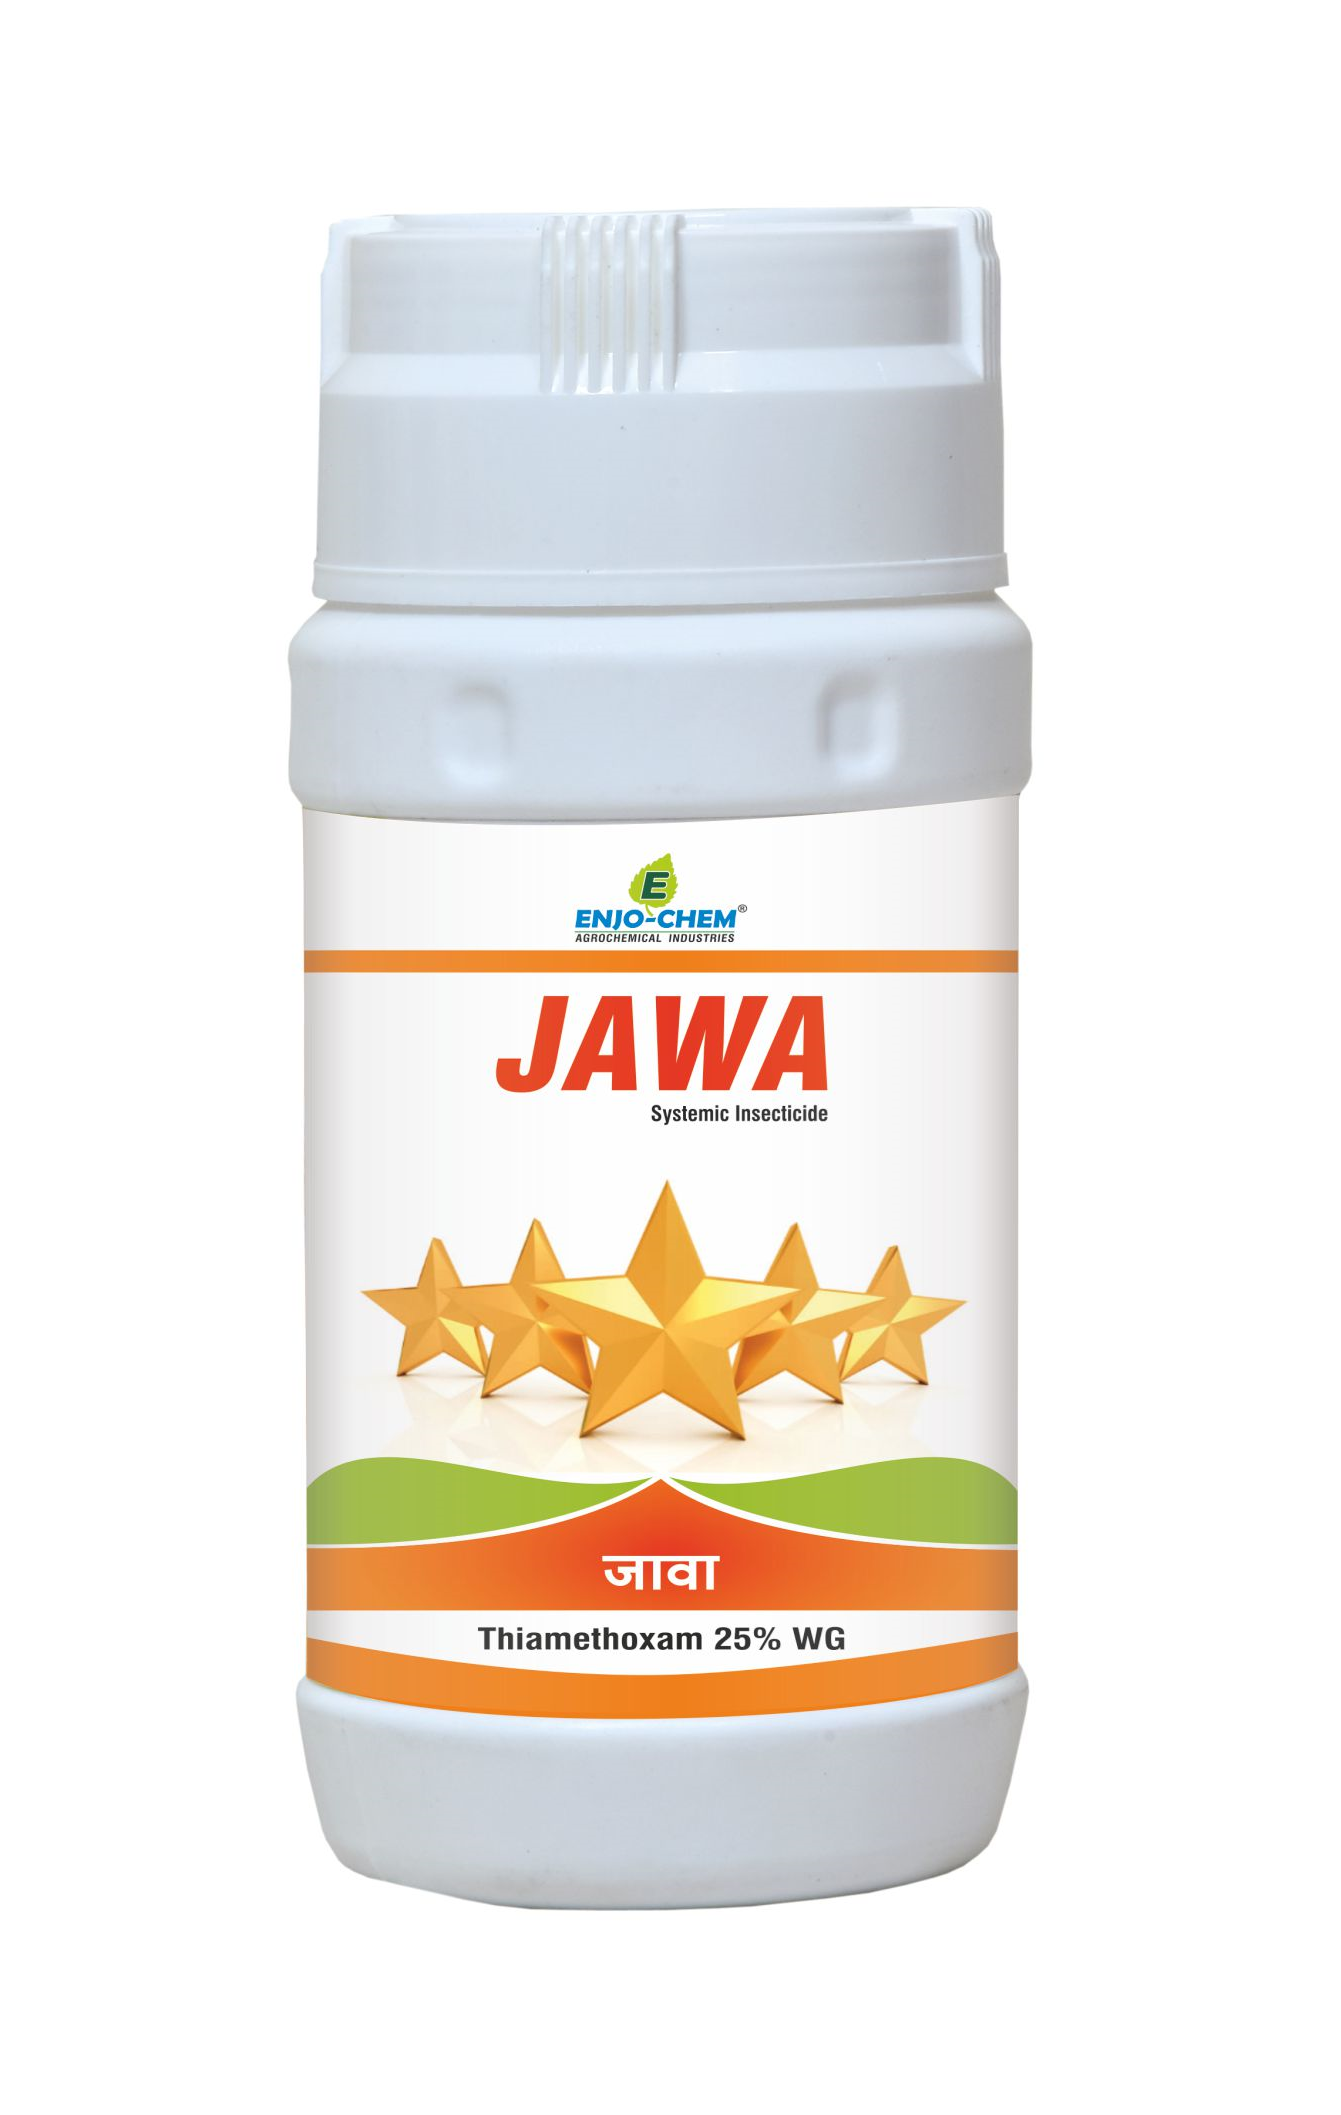 E
ENJO-CHEM®
AGROCHEMICAL INDUSTRIES
JAWA
Systemic Insecticide
जावा
Thiamethoxam 25% WG